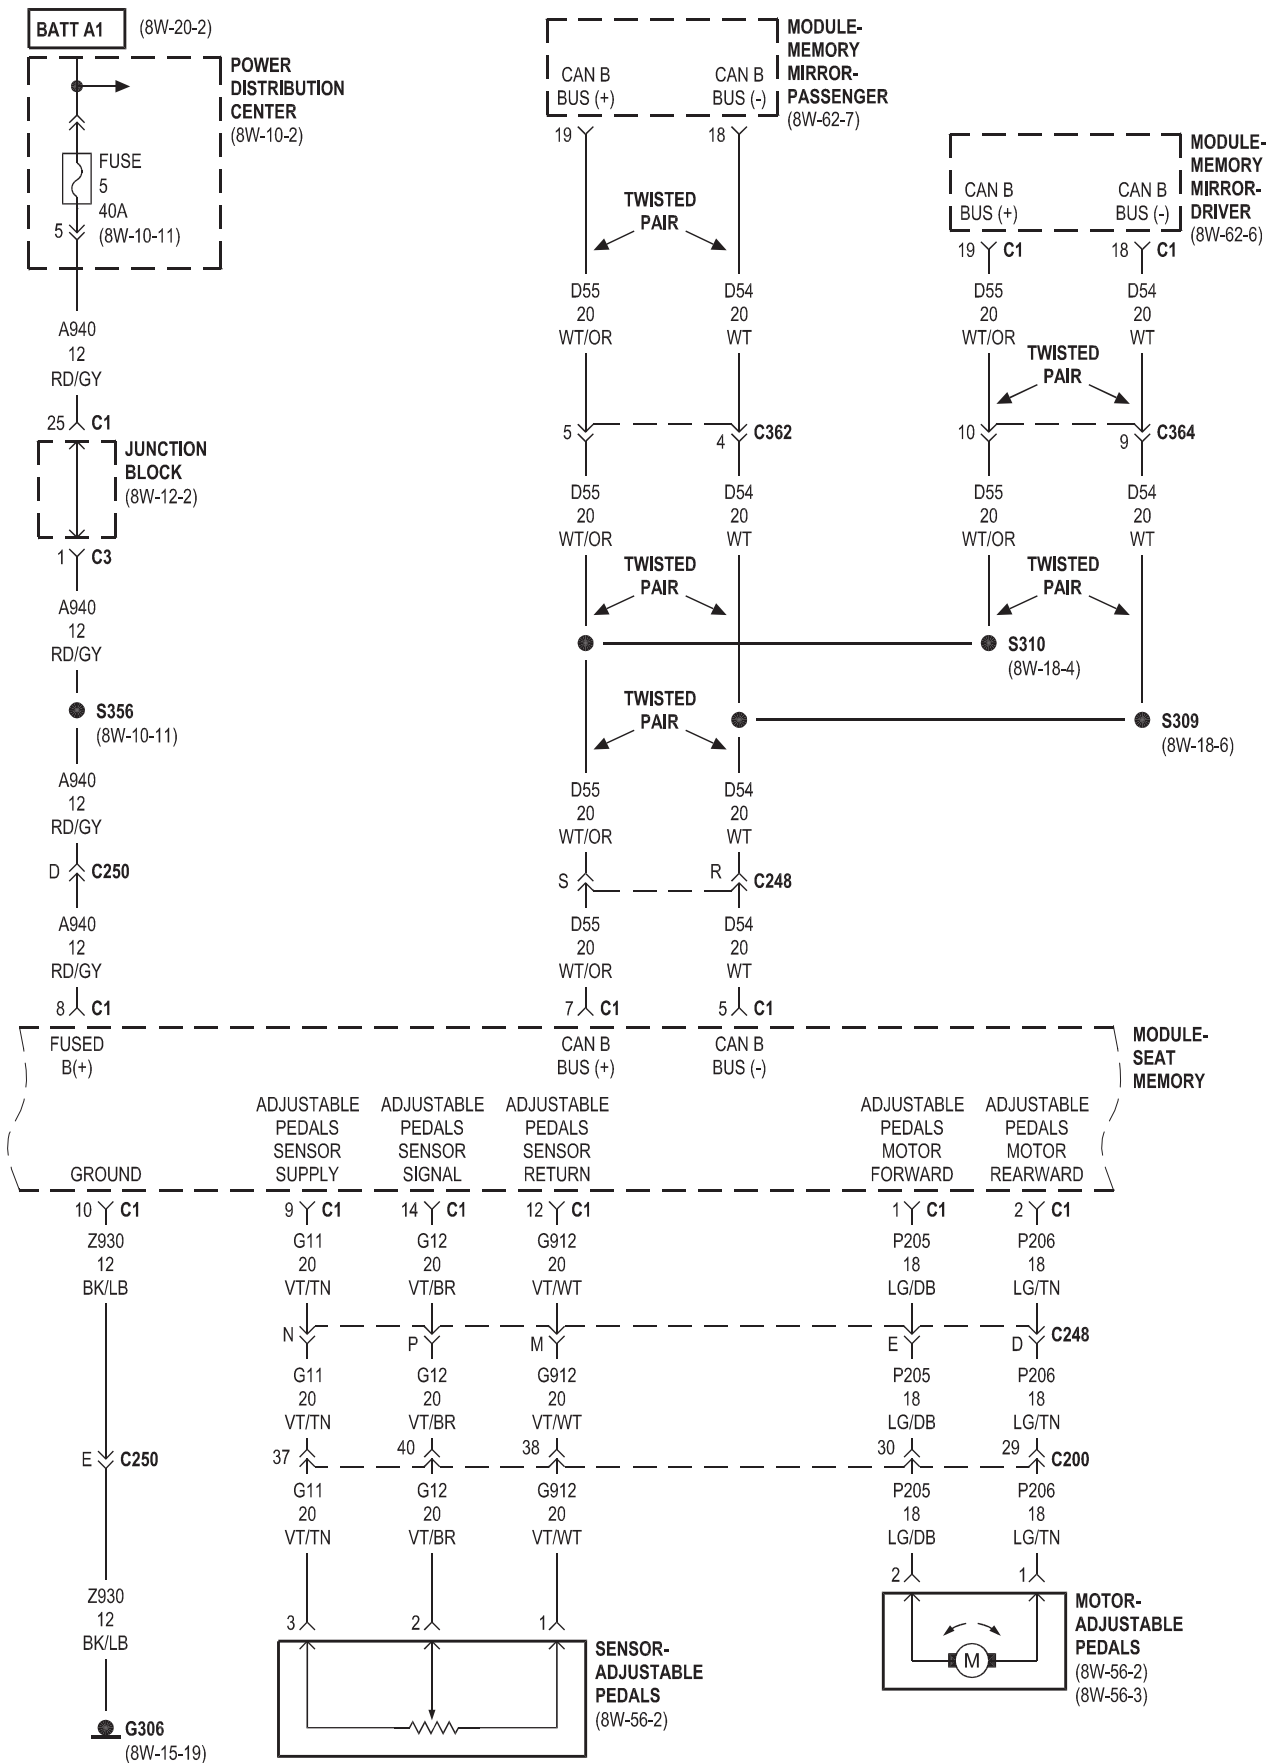 BATT A1
(8W-20-2)
POWER
DISTRIBUTION
CENTER
(8W-10-2)
FUSE
5
40A
(8W-10-11)
5
A940
12
RD/GY
25
C1
JUNCTION
BLOCK
(8W-12-2)
1
C3
A940
12
RD/GY
S356
(8W-10-11)
A940
12
RD/GY
D
C250
A940
12
RD/GY
8
C1
MODULE-
MEMORY
MIRROR-
PASSENGER
(8W-62-7)
CAN B
BUS (+)
CAN B
BUS (-)
19
18
TWISTED
PAIR
D55
20
WT/OR
D54
20
WT
5
4
C362
D55
20
WT/OR
D54
20
WT
TWISTED
PAIR
MODULE-
MEMORY
MIRROR-
DRIVER
(8W-62-6)
CAN B
BUS (+)
CAN B
BUS (-)
19
C1
18
C1
D55
20
WT/OR
D54
20
WT
TWISTED
PAIR
10
9
C364
D55
20
WT/OR
D54
20
WT
TWISTED
PAIR
S310
(8W-18-4)
TWISTED
PAIR
S309
(8W-18-6)
D55
20
WT/OR
D54
20
WT
S
R
C248
D55
20
WT/OR
D54
20
WT
7
C1
5
C1
MODULE-
SEAT
MEMORY
FUSED
B(+)
CAN B
BUS (+)
CAN B
BUS (-)
GROUND
ADJUSTABLE
PEDALS
SENSOR
SUPPLY
ADJUSTABLE
PEDALS
SENSOR
SIGNAL
ADJUSTABLE
PEDALS
SENSOR
RETURN
ADJUSTABLE
PEDALS
MOTOR
FORWARD
ADJUSTABLE
PEDALS
MOTOR
REARWARD
10
C1
9
C1
14
C1
12
C1
1
C1
2
C1
Z930
12
BK/LB
G11
20
VT/TN
G12
20
VT/BR
G912
20
VT/WT
P205
18
LG/DB
P206
18
LG/TN
N
P
M
E
D
C248
G11
20
VT/TN
G12
20
VT/BR
G912
20
VT/WT
P205
18
LG/DB
P206
18
LG/TN
E
C250
37
40
38
30
29
C200
G11
20
VT/TN
G12
20
VT/BR
G912
20
VT/WT
P205
18
LG/DB
P206
18
LG/TN
Z930
12
BK/LB
G306
(8W-15-19)
3
2
1
SENSOR-
ADJUSTABLE
PEDALS
(8W-56-2)
2
1
M
MOTOR-
ADJUSTABLE
PEDALS
(8W-56-2)
(8W-56-3)